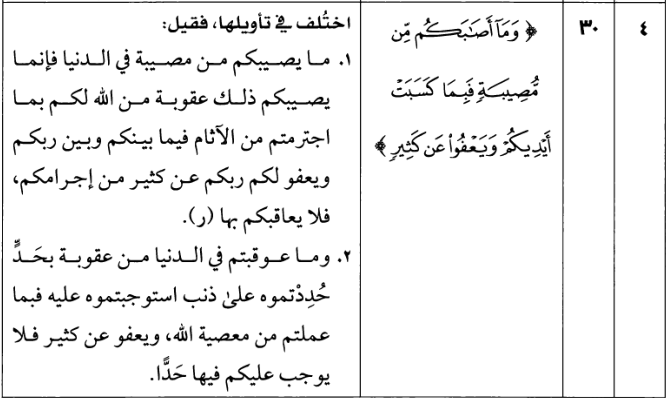 ٤
٣٠
﴿ وَمَآ أَصَٰبَكُم مِّن
مُّصِيبَةٍ فَبِمَا كَسَبَتْ
أَيْدِيكُمْ وَيَعْفُوا۟ عَن كَثِيرٍ ﴾
اختُلف في تأويلها، فقيل:
١. ما يصيبكم من مصيبة في الدنيا فإنما
يصيبكم ذلك عقوبة من الله لكم بما
اجترمتم من الآثام فيما بينكم وبين ربكم
ويعفو لكم ربكم عن كثير من إجرامكم،
فلا يعاقبكم بها (ر).
٢. وما عوقبتم في الدنيا من عقوبة بحَدٍّ
حُدِدْتموه علىٰ ذنب استوجبتموه عليه فبما
عملتم من معصية الله، ويعفو عن كثير فلا
يوجب عليكم فيها حَدًّا.